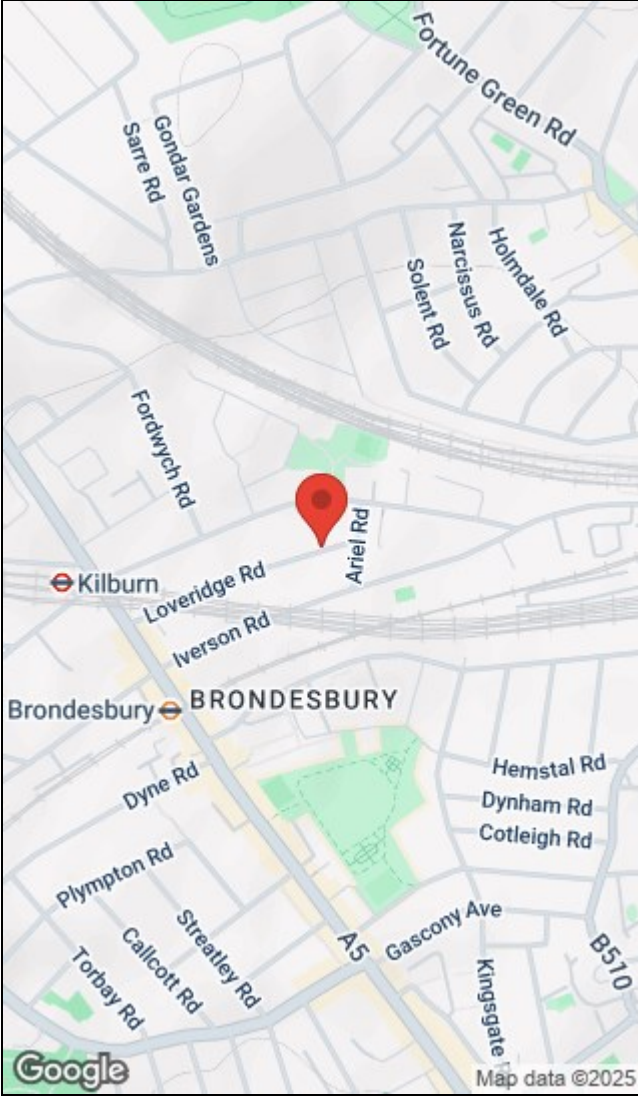 Fortune Green Rd
Gondar Gardens
Sarre Rd
Narcissus Rd
Holmdale Rd
Solent Rd
Fordwych Rd
Ariel Rd
Kilburn
Loveridge Rd
Iverson Rd
Brondesbury
BRONDESBURY
Hemstal Rd
Dyne Rd
Dynham Rd
Cotleigh Rd
Plympton Rd
Streatley Rd
Gascony Ave
A5
Callcott Rd
Torbay Rd
B510
Kingsgate
Google
Map data ©2025